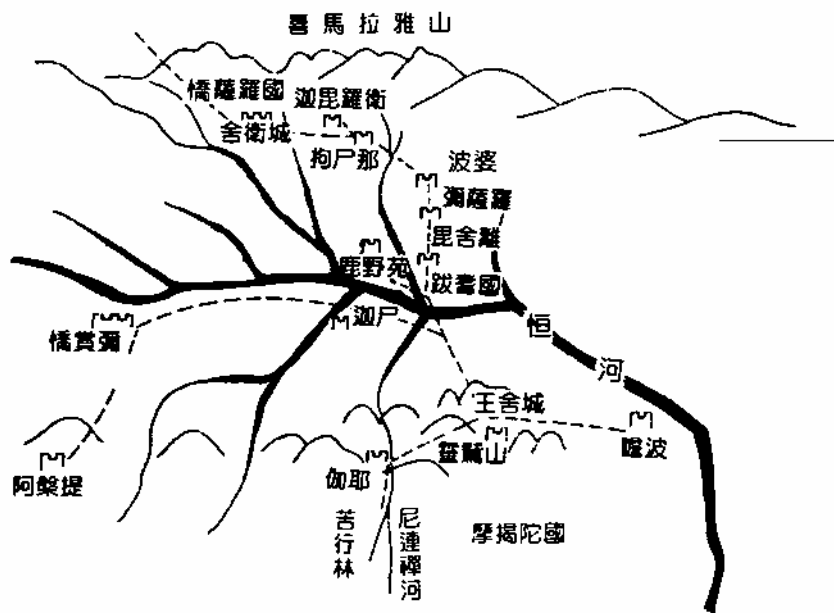 喜馬拉雅山
憍薩羅國
迦毘羅衛
舍衛城
拘尸那
波婆
彌薩羅
毘舍離
鹿野苑
跋耆國
迦尸
憍賞彌
恒河
王舍城
瞻波
靈鷲山
伽耶
阿槃提
苦行林
尼連禪河
摩揭陀國